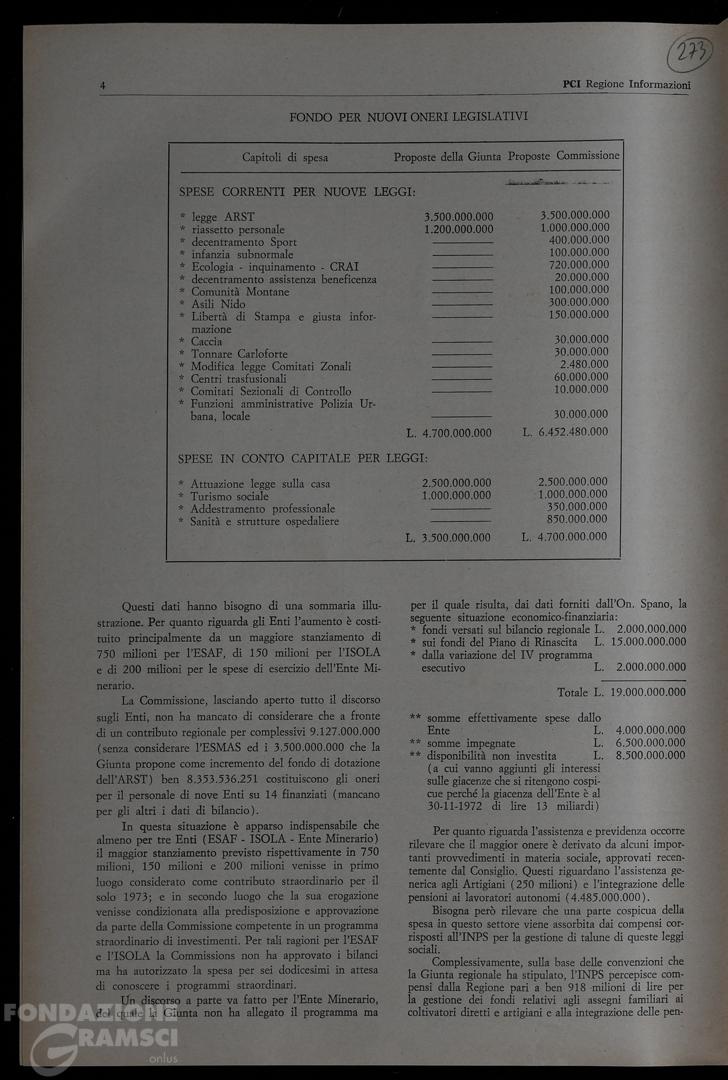 273
4 PCI Regione Informazioni
FONDO PER NUOVI ONERI LEGISLATIVI
Capitoli di spesa Proposte della Giunta Proposte Commissione
SPESE CORRENTI PER NUOVE LEGGI:
* legge ARST 3.500.000.000 3.500.000.000
* riassetto personale 1.200.000.000 1.000.000.000
* decentramento Sport ——— 400.000.000
* infanzia subnormale ——— 100.000.000
* Ecologia - inquinamento - CRAI ——— 720.000.000
* decentramento assistenza beneficenza ——— 20.000.000
* Comunità Montane ——— 100.000.000
* Asili Nido ——— 300.000.000
* Libertà di Stampa e giusta infor- ——— 150.000.000
mazione
* Caccia ——— 30.000.000
* Tonnare Carloforte ——— 30.000.000
* Modifica legge Comitati Zonali ——— 2.480.000
* Centri trasfusionali ——— 60.000.000
* Comitati Sezionali di Controllo ——— 10.000.000
* Funzioni amministrative Polizia Ur-
bana, locale ——— 30.000.000
L. 4.700.000.000 L. 6.452.480.000
SPESE IN CONTO CAPITALE PER LEGGI:
* Attuazione legge sulla casa 2.500.000.000 2.500.000.000
* Turismo sociale 1.000.000.000 1.000.000.000
* Addestramento professionale ——— 350.000.000
* Sanità e strutture ospedaliere ——— 850.000.000
L. 3.500.000.000 L. 4.700.000.000
Questi dati hanno bisogno di una sommaria illu-
strazione. Per quanto riguarda gli Enti l'aumento è costi-
tuito principalmente da un maggiore stanziamento di
750 milioni per l'ESAF, di 150 milioni per l'ISOLA
e di 200 milioni per le spese di esercizio dell'Ente Mi-
nerario.
La Commissione, lasciando aperto tutto il discorso
sugli Enti, non ha mancato di considerare che a fronte
di un contributo regionale per complessivi 9.127.000.000
(senza considerare l'ESMAS ed i 3.500.000.000 che la
Giunta propone come incremento del fondo di dotazione
dell'ARST) ben 8.353.536.251 costituiscono gli oneri
per il personale di nove Enti su 14 finanziati (mancano
per gli altri i dati di bilancio).
In questa situazione è apparso indispensabile che
almeno per tre Enti (ESAF - ISOLA - Ente Minerario)
il maggior stanziamento previsto rispettivamente in 750
milioni, 150 milioni e 200 milioni venisse in primo
luogo considerato come contributo straordinario per il
solo 1973; e in secondo luogo che la sua erogazione
venisse condizionata alla predisposizione e approvazione
da parte della Commissione competente in un programma
straordinario di investimenti. Per tali ragioni per l'ESAF
e l'ISOLA la Commissions non ha approvato i bilanci
ma ha autorizzato la spesa per sei dodicesimi in attesa
di conoscere i programmi straordinari.
Un discorso a parte va fatto per l'Ente Minerario,
del quale la Giunta non ha allegato il programma ma
per il quale risulta, dai dati forniti dall'On. Spano, la
seguente situazione economico-finanziaria:
* fondi versati sul bilancio regionale L. 2.000.000.000
* sui fondi del Piano di Rinascita L. 15.000.000.000
* dalla variazione del IV programma
esecutivo L. 2.000.000.000
Totale L. 19.000.000.000
** somme effettivamente spese dallo
Ente L. 4.000.000.000
** somme impegnate L. 6.500.000.000
** disponibilità non investita L. 8.500.000.000
(a cui vanno aggiunti gli interessi
sulle giacenze che si ritengono cospi-
cue perché la giacenza dell'Ente è al
30-11-1972 di lire 13 miliardi)
Per quanto riguarda l'assistenza e previdenza occorre
rilevare che il maggior onere è derivato da alcuni impor-
tanti provvedimenti in materia sociale, approvati recen-
temente dal Consiglio. Questi riguardano l'assistenza ge-
nerica agli Artigiani (250 milioni) e l'integrazione delle
pensioni ai lavoratori autonomi (4.485.000.000).
Bisogna però rilevare che una parte cospicua della
spesa in questo settore viene assorbita dai compensi cor-
risposti all'INPS per la gestione di talune di queste leggi
sociali.
Complessivamente, sulla base delle convenzioni che
la Giunta regionale ha stipulato, l'INPS percepisce com-
pensi dalla Regione pari a ben 918 milioni di lire per
la gestione dei fondi relativi agli assegni familiari ai
coltivatori diretti e artigiani e alla integrazione delle pen-
FONDAZIONE
GRAMSCI
onlus